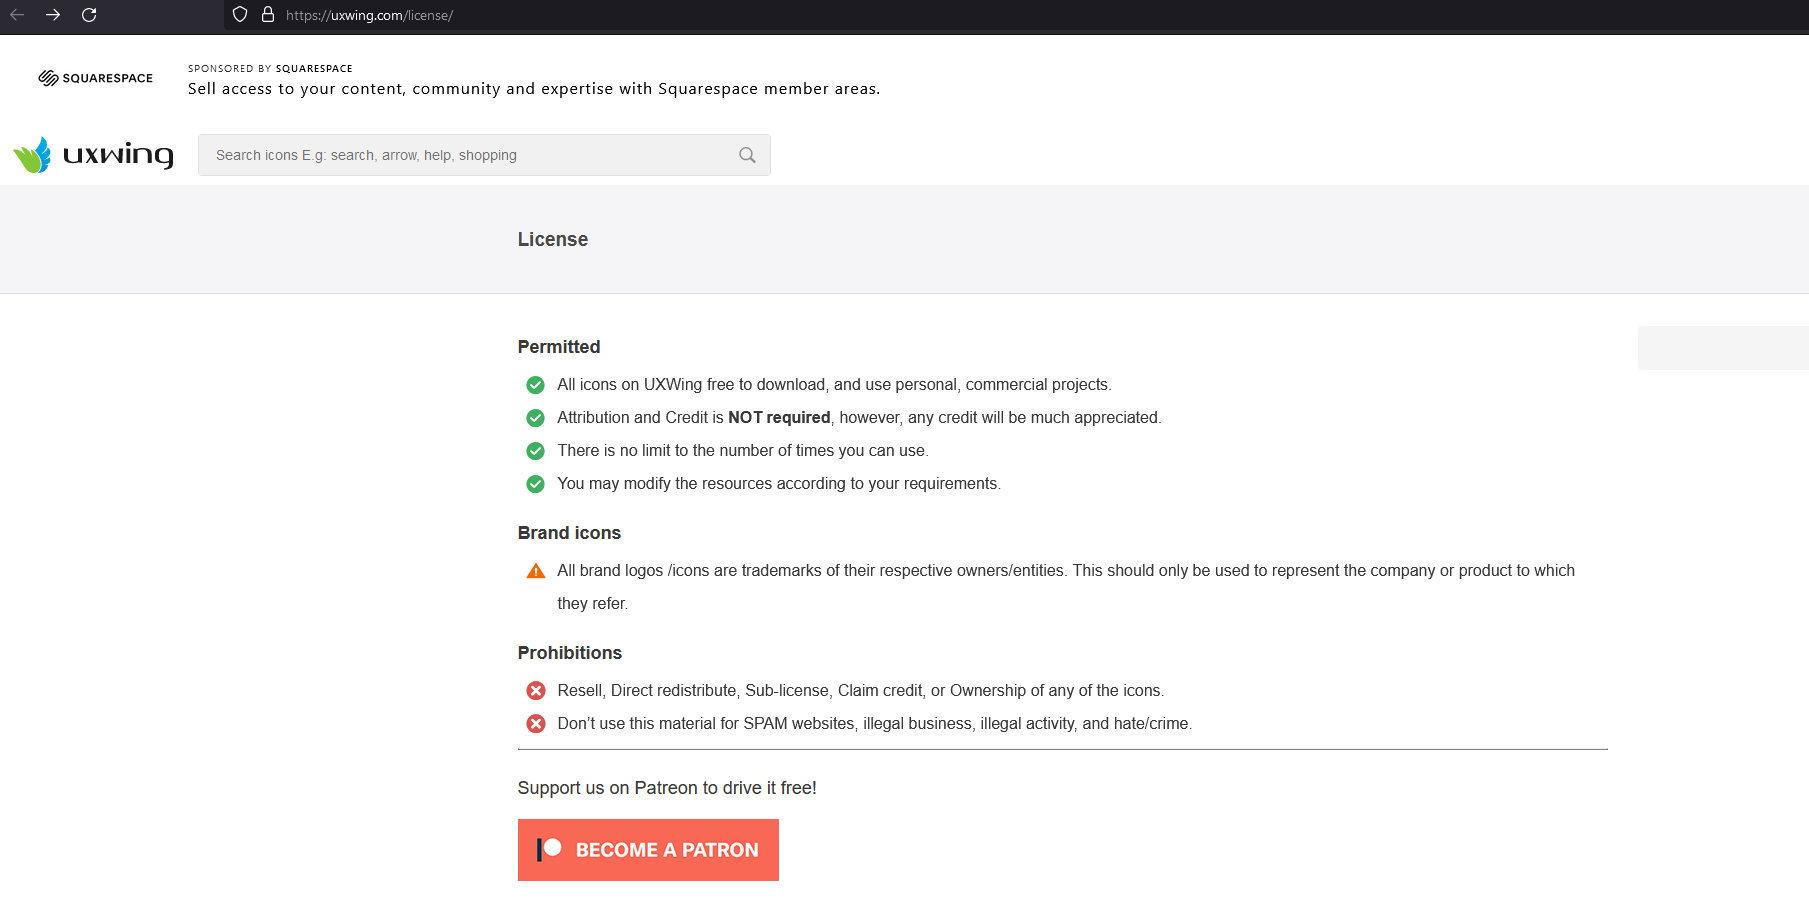 https://uxwing.com/license/
SQUARESPACE
SPONSORED BY SQUARESPACE
Sell access to your content, community and expertise with Squarespace member areas.
uxwing
Search icons E.g: search, arrow, help, shopping
License
Permitted
All icons on UXWing free to download, and use personal, commercial projects.
Attribution and Credit is NOT required, however, any credit will be much appreciated.
There is no limit to the number of times you can use.
You may modify the resources according to your requirements.
Brand icons
All brand logos /icons are trademarks of their respective owners/entities. This should only be used to represent the company or product to which
they refer.
Prohibitions
Resell, Direct redistribute, Sub-license, Claim credit, or Ownership of any of the icons.
Don't use this material for SPAM websites, illegal business, illegal activity, and hate/crime.
Support us on Patreon to drive it free!
BECOME A PATRON